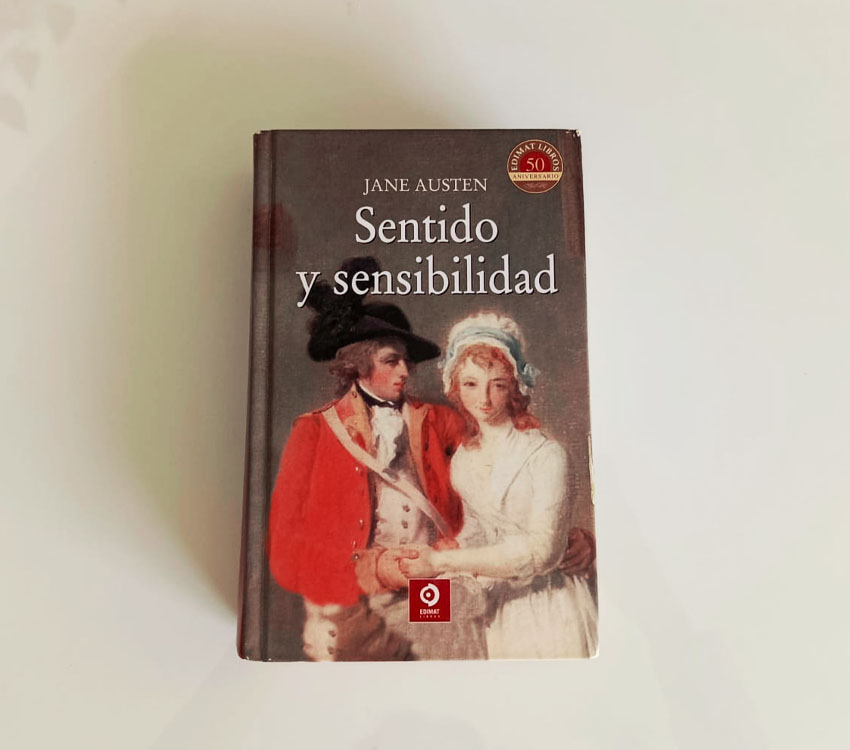 EDIMAT LIBROS
50
ANIVERSARIO
JANE AUSTEN
Sentido
y sensibilidad
EDIMAT
LIBROS